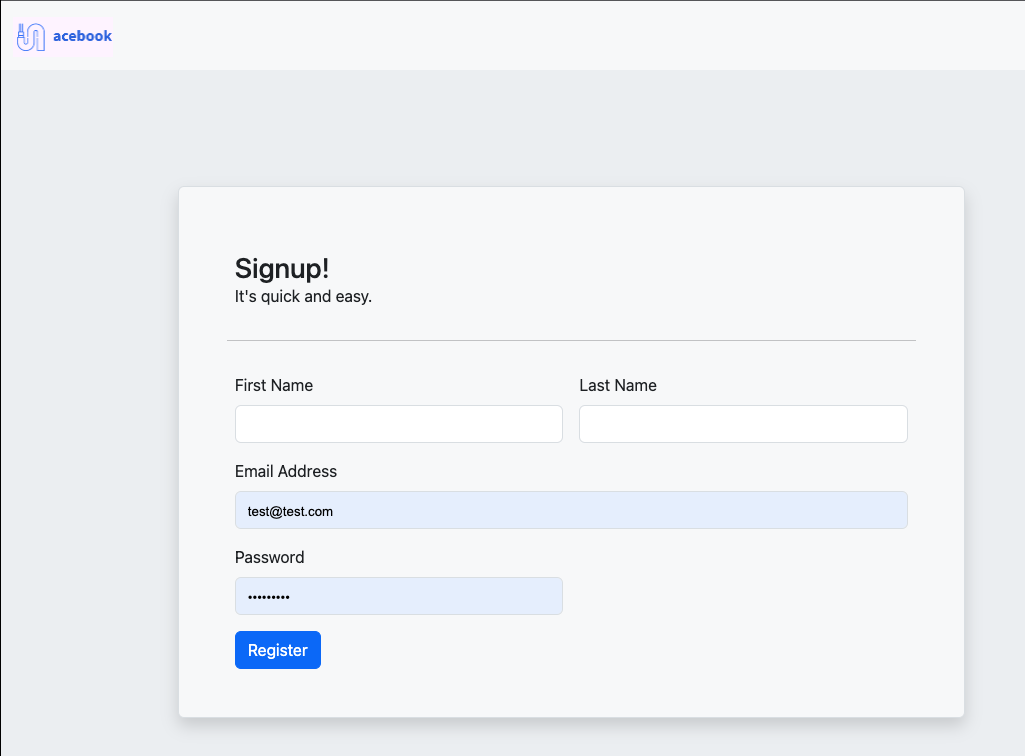 acebook
Signup!
It's quick and easy.
First Name Last Name
Email Address
test@test.com
Password
•••••••••
Register